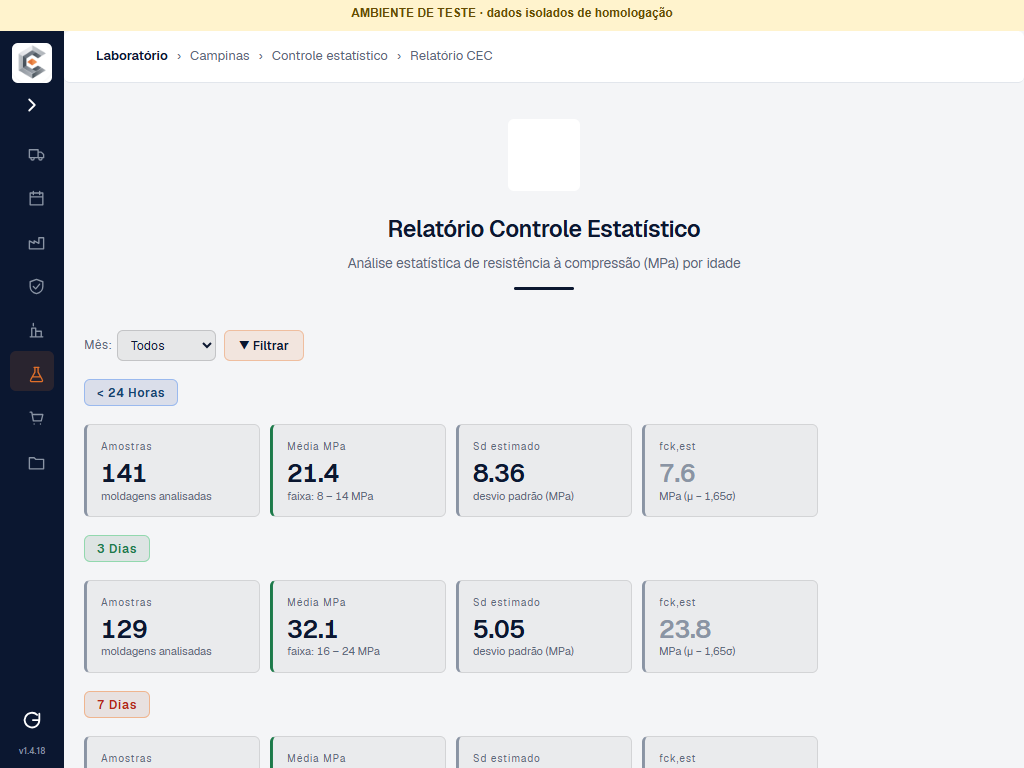 AMBIENTE DE TESTE · dados isolados de homologação
Laboratório › Campinas › Controle estatístico › Relatório CEC
Relatório Controle Estatístico
Análise estatística de resistência à compressão (MPa) por idade
Mês: Todos ▼ Filtrar
< 24 Horas
Amostras
141
moldagens analisadas
Média MPa
21.4
faixa: 8 – 14 MPa
Sd estimado
8.36
desvio padrão (MPa)
fck,est
7.6
MPa (μ − 1,65σ)
3 Dias
Amostras
129
moldagens analisadas
Média MPa
32.1
faixa: 16 – 24 MPa
Sd estimado
5.05
desvio padrão (MPa)
fck,est
23.8
MPa (μ − 1,65σ)
7 Dias
Amostras
Média MPa
Sd estimado
fck,est
v1.4.18